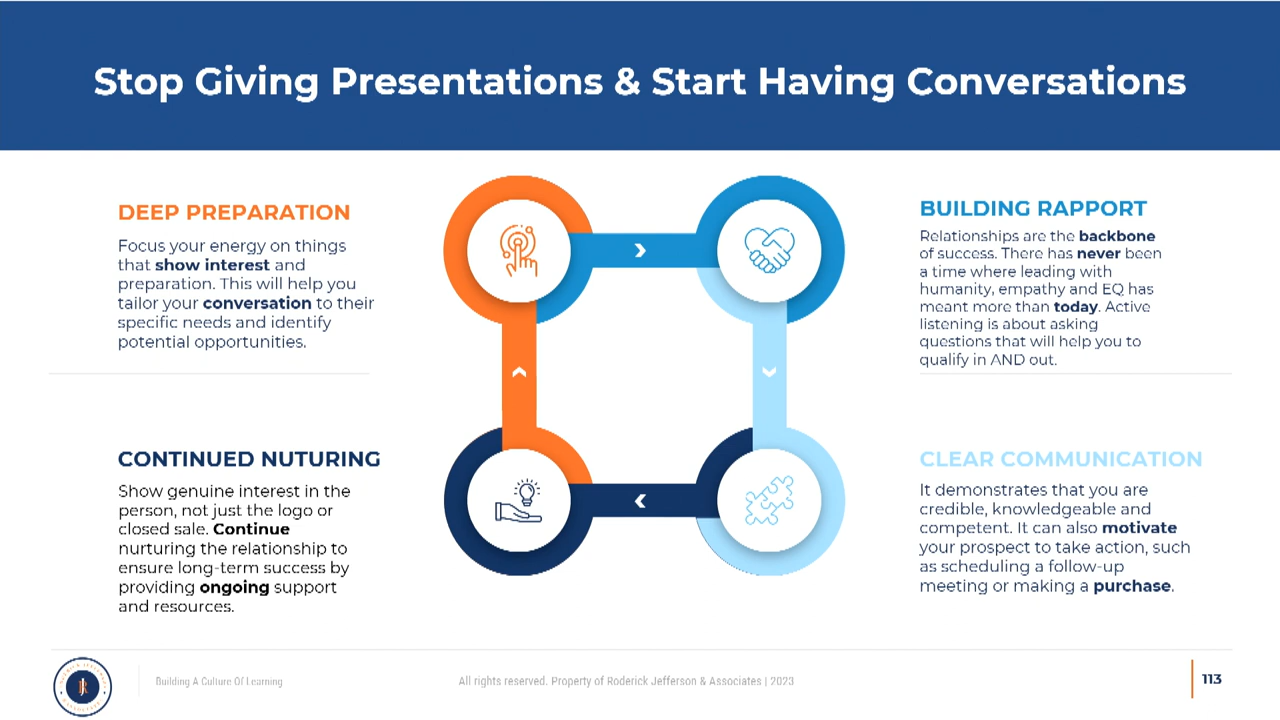 Stop Giving Presentations & Start Having Conversations
DEEP PREPARATION
Focus your energy on things
that show interest and
preparation. This will help you
tailor your conversation to their
specific needs and identify
potential opportunities.
BUILDING RAPPORT
Relationships are the backbone
of success. There has never been
a time where leading with
humanity, empathy and EQ has
meant more than today. Active
listening is about asking
questions that will help you to
qualify in AND out.
CONTINUED NUTURING
Show genuine interest in the
person, not just the logo or
closed sale. Continue
nurturing the relationship to
ensure long-term success by
providing ongoing support
and resources.
CLEAR COMMUNICATION
It demonstrates that you are
credible, knowledgeable and
competent. It can also motivate
your prospect to take action, such
as scheduling a follow-up
meeting or making a purchase.
Building A Culture Of Learning
All rights reserved. Property of Roderick Jefferson & Associates | 2023
113